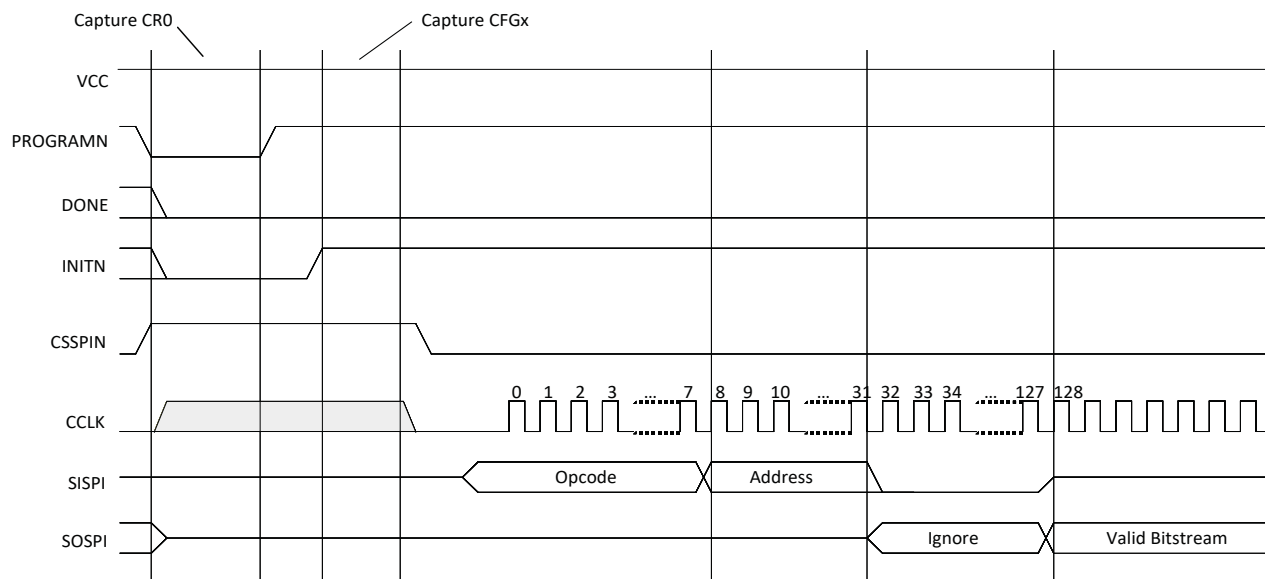 Capture CR0
Capture CFGx
VCC
PROGRAMN
DONE
INITN
CSSPIN
0 1 2 3 ... 7 8 9 10 ... 31 32 33 34 ... 127 128
CCLK
SISPI
Opcode
Address
SOSPI
Ignore
Valid Bitstream